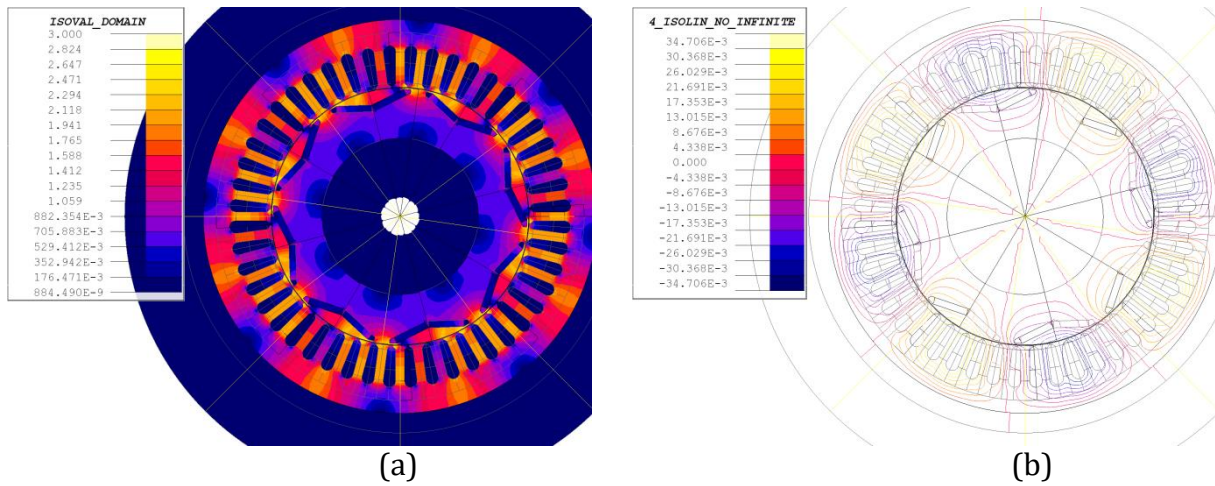 ISOVAL_DOMAIN
3.000
2.824
2.647
2.471
2.294
2.118
1.941
1.765
1.588
1.412
1.235
1.059
882.354E-3
705.883E-3
529.412E-3
352.942E-3
176.471E-3
884.490E-9
(a)
4_ISOLIN_NO_INFINITE
34.706E-3
30.368E-3
26.029E-3
21.691E-3
17.353E-3
13.015E-3
8.676E-3
4.338E-3
0.000
-4.338E-3
-8.676E-3
-13.015E-3
-17.353E-3
-21.691E-3
-26.029E-3
-30.368E-3
-34.706E-3
(b)